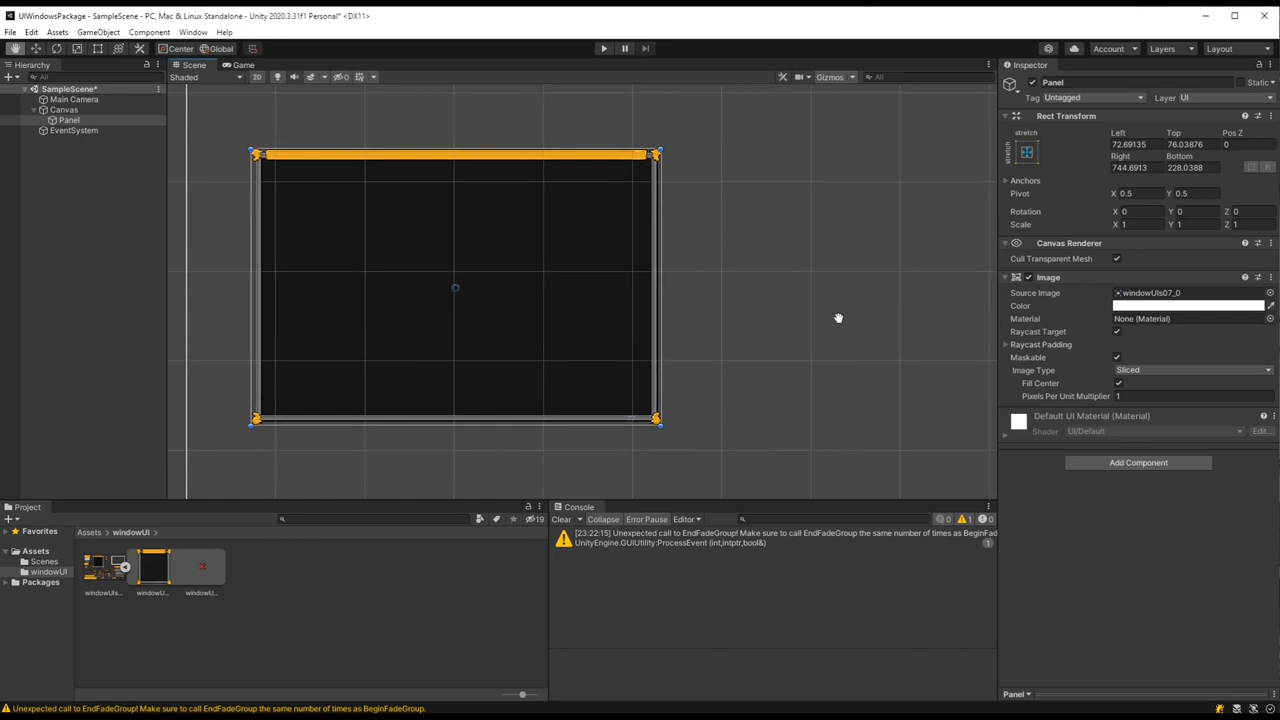 UIWindowsPackage - SampleScene - PC, Mac & Linux Standalone - Unity 2020.3.31f1 Personal* <DX11>
File Edit Assets GameObject Component Window Help
Center Global Account Layers Layout
Hierarchy
All
SampleScene*
Main Camera
Canvas
Panel
EventSystem
Scene Game
Shaded 2D 0 Gizmos All
Inspector
Panel Static
Tag Untagged Layer UI
Rect Transform
stretch Left Top Pos Z
stretch 72.69135 76.03876 0
Right Bottom
744.6913 228.0388 R
Anchors
Pivot X 0.5 Y 0.5
Rotation X 0 Y 0 Z 0
Scale X 1 Y 1 Z 1
Canvas Renderer
Cull Transparent Mesh
Image
Source Image windowUIs07_0
Color
Material None (Material)
Raycast Target
Raycast Padding
Maskable
Image Type Sliced
Fill Center
Pixels Per Unit Multiplier 1
Default UI Material (Material)
Shader UI/Default Edit...
Add Component
Project
19
Favorites
Assets
Scenes
windowUI
Packages
Assets windowUI
windowUIs... windowU... windowU...
Console
Clear Collapse Error Pause Editor 0 1 0
[23:22:15] Unexpected call to EndFadeGroup! Make sure to call EndFadeGroup the same number of times as BeginFad
UnityEngine.GUIUtility:ProcessEvent (int,intptr,bool&) 1
Panel
Unexpected call to EndFadeGroup! Make sure to call EndFadeGroup the same number of times as BeginFadeGroup.